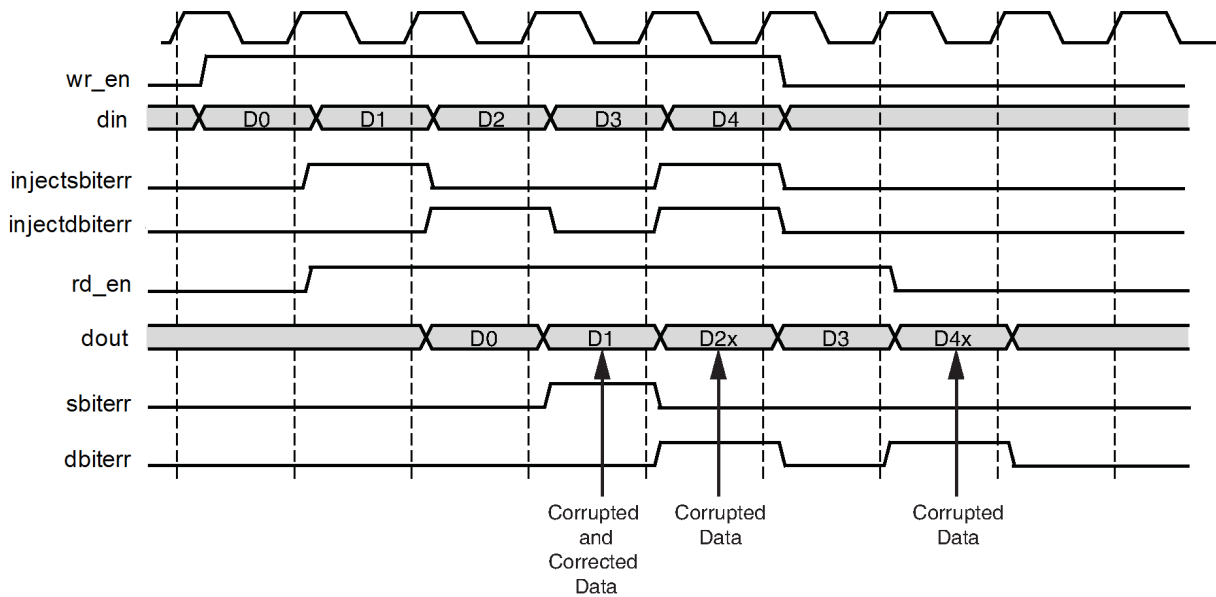 wr_en
din
D0 D1 D2 D3 D4
injectsbiterr
injectdbiterr
rd_en
dout
D0 D1 D2x D3 D4x
sbiterr
dbiterr
Corrupted
and
Corrected
Data
Corrupted
Data
Corrupted
Data